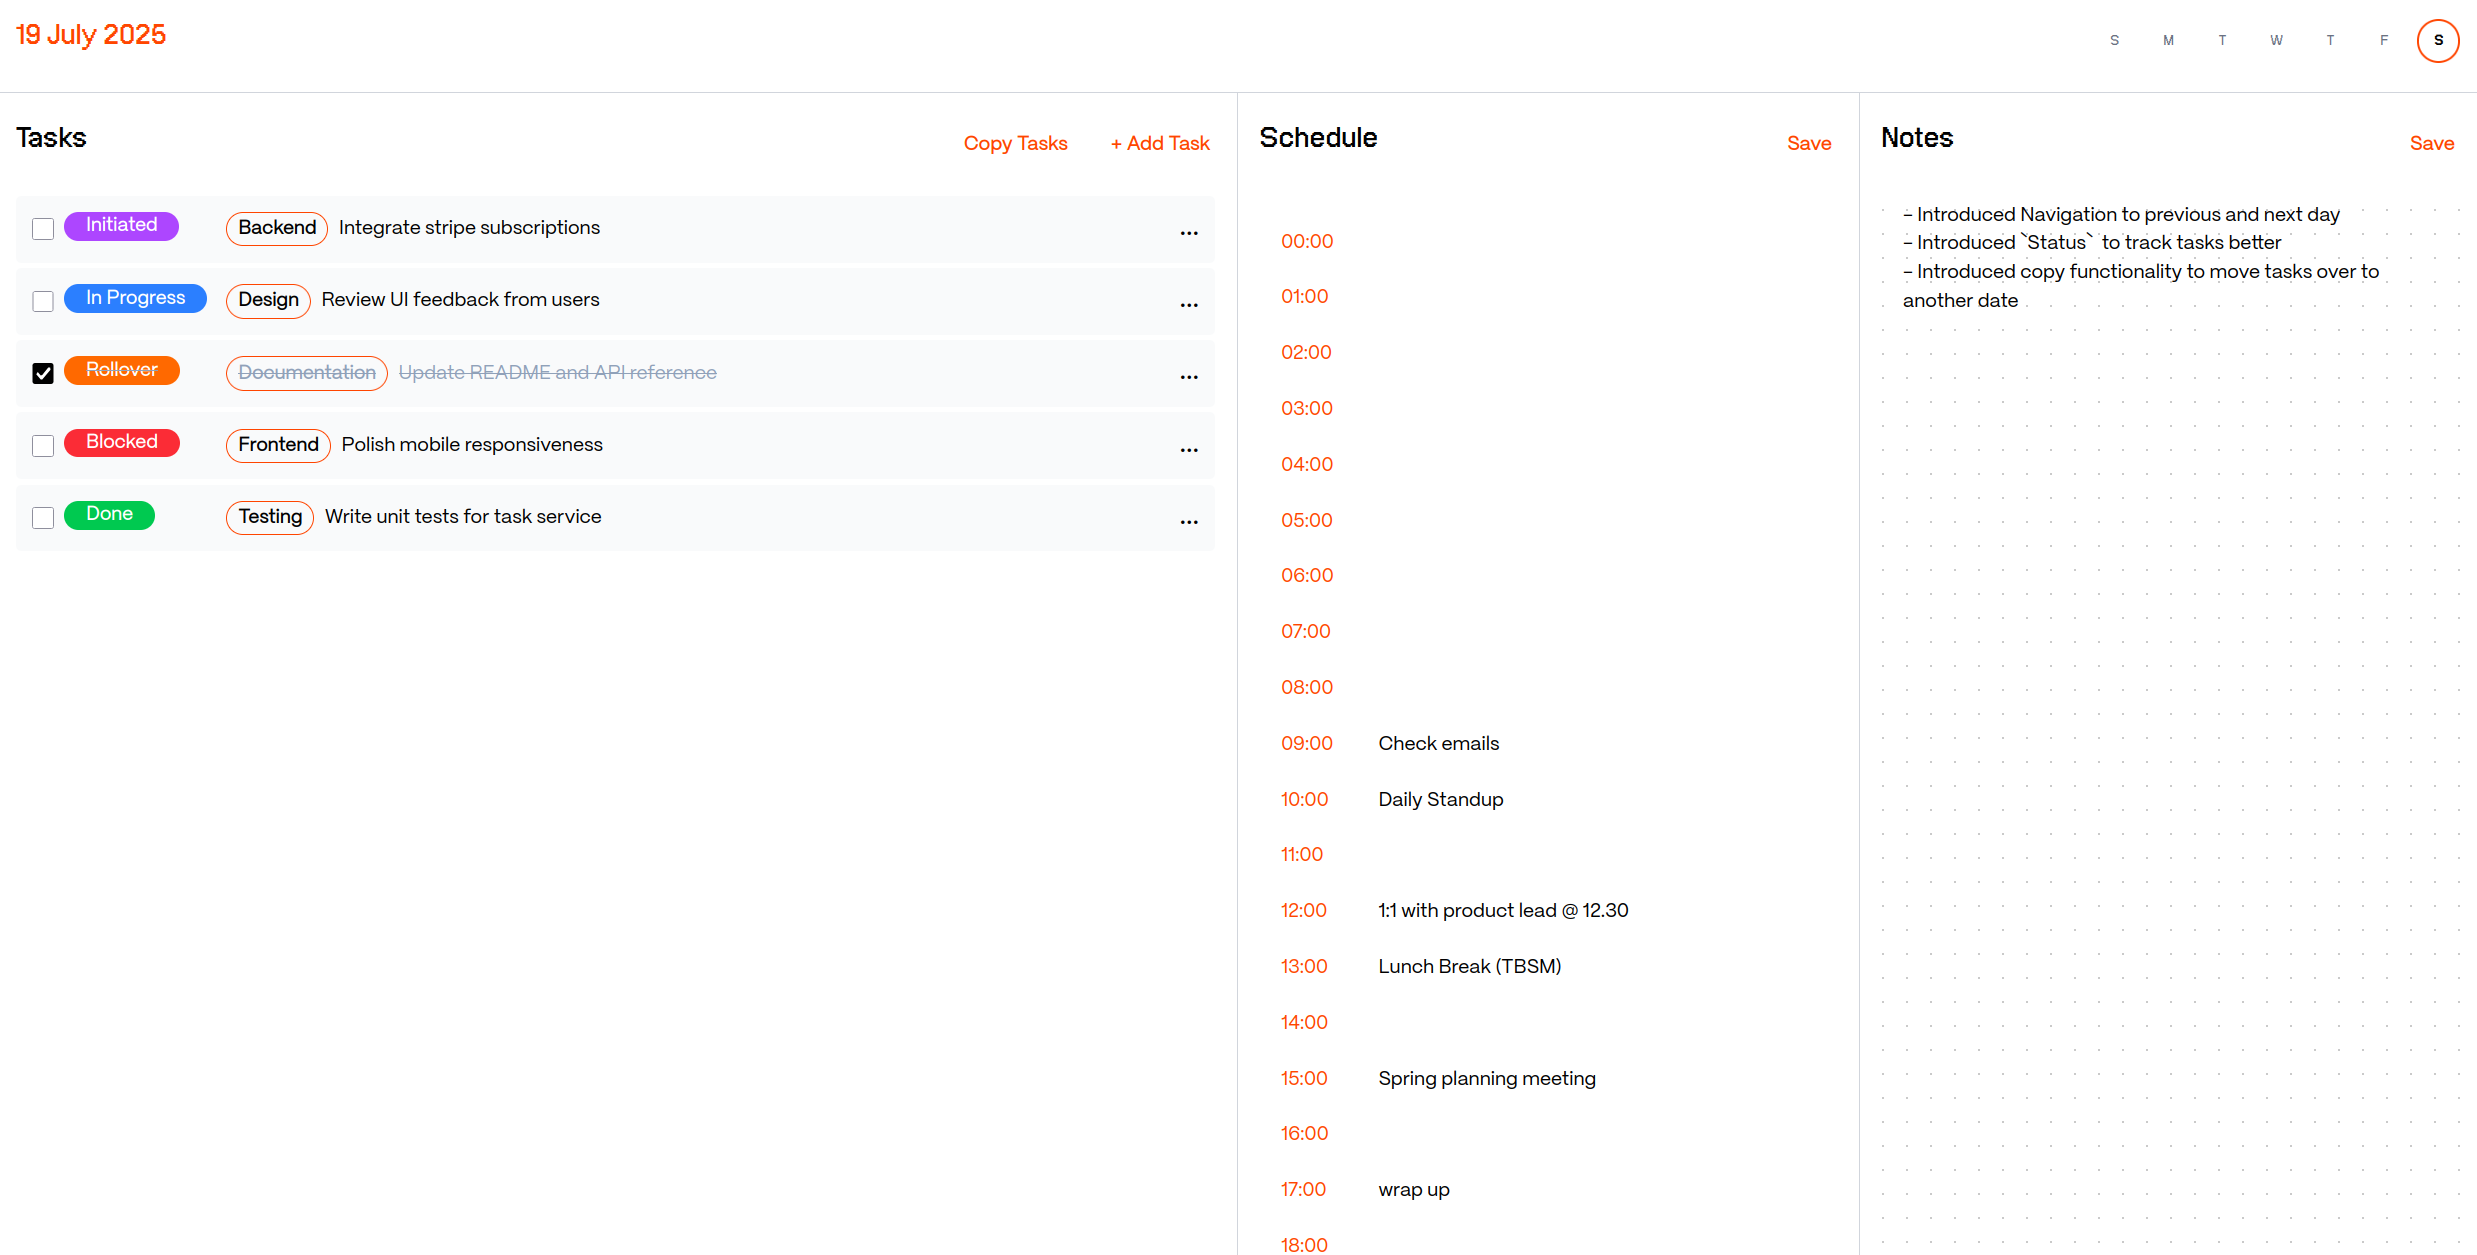 19 July 2025
S M T W T F S
Tasks
Copy Tasks
+ Add Task
Initiated Backend Integrate stripe subscriptions ...
In Progress Design Review UI feedback from users ...
Rollover Documentation Update README and API reference ...
Blocked Frontend Polish mobile responsiveness ...
Done Testing Write unit tests for task service ...
Schedule
Save
00:00
01:00
02:00
03:00
04:00
05:00
06:00
07:00
08:00
09:00 Check emails
10:00 Daily Standup
11:00
12:00 1:1 with product lead @ 12.30
13:00 Lunch Break (TBSM)
14:00
15:00 Spring planning meeting
16:00
17:00 wrap up
18:00
Notes
Save
- Introduced Navigation to previous and next day
- Introduced `Status` to track tasks better
- Introduced copy functionality to move tasks over to
another date